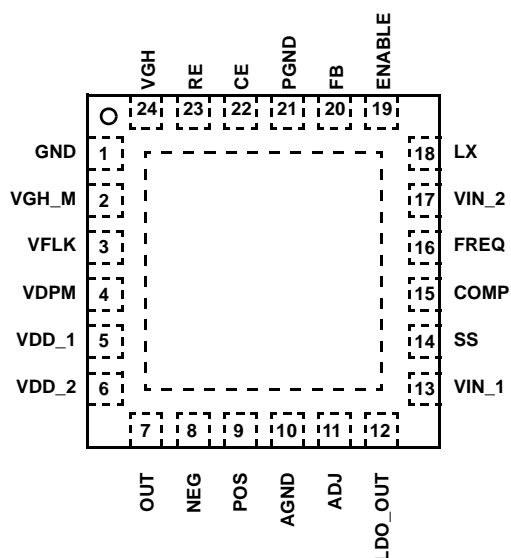 VGH RE CE PGND FB ENABLE
24 23 22 21 20 19
GND 1 18 LX
VGH_M 2 17 VIN_2
VFLK 3 16 FREQ
VDPM 4 15 COMP
VDD_1 5 14 SS
VDD_2 6 13 VIN_1
7 8 9 10 11 12
OUT NEG POS AGND ADJ LDO_OUT